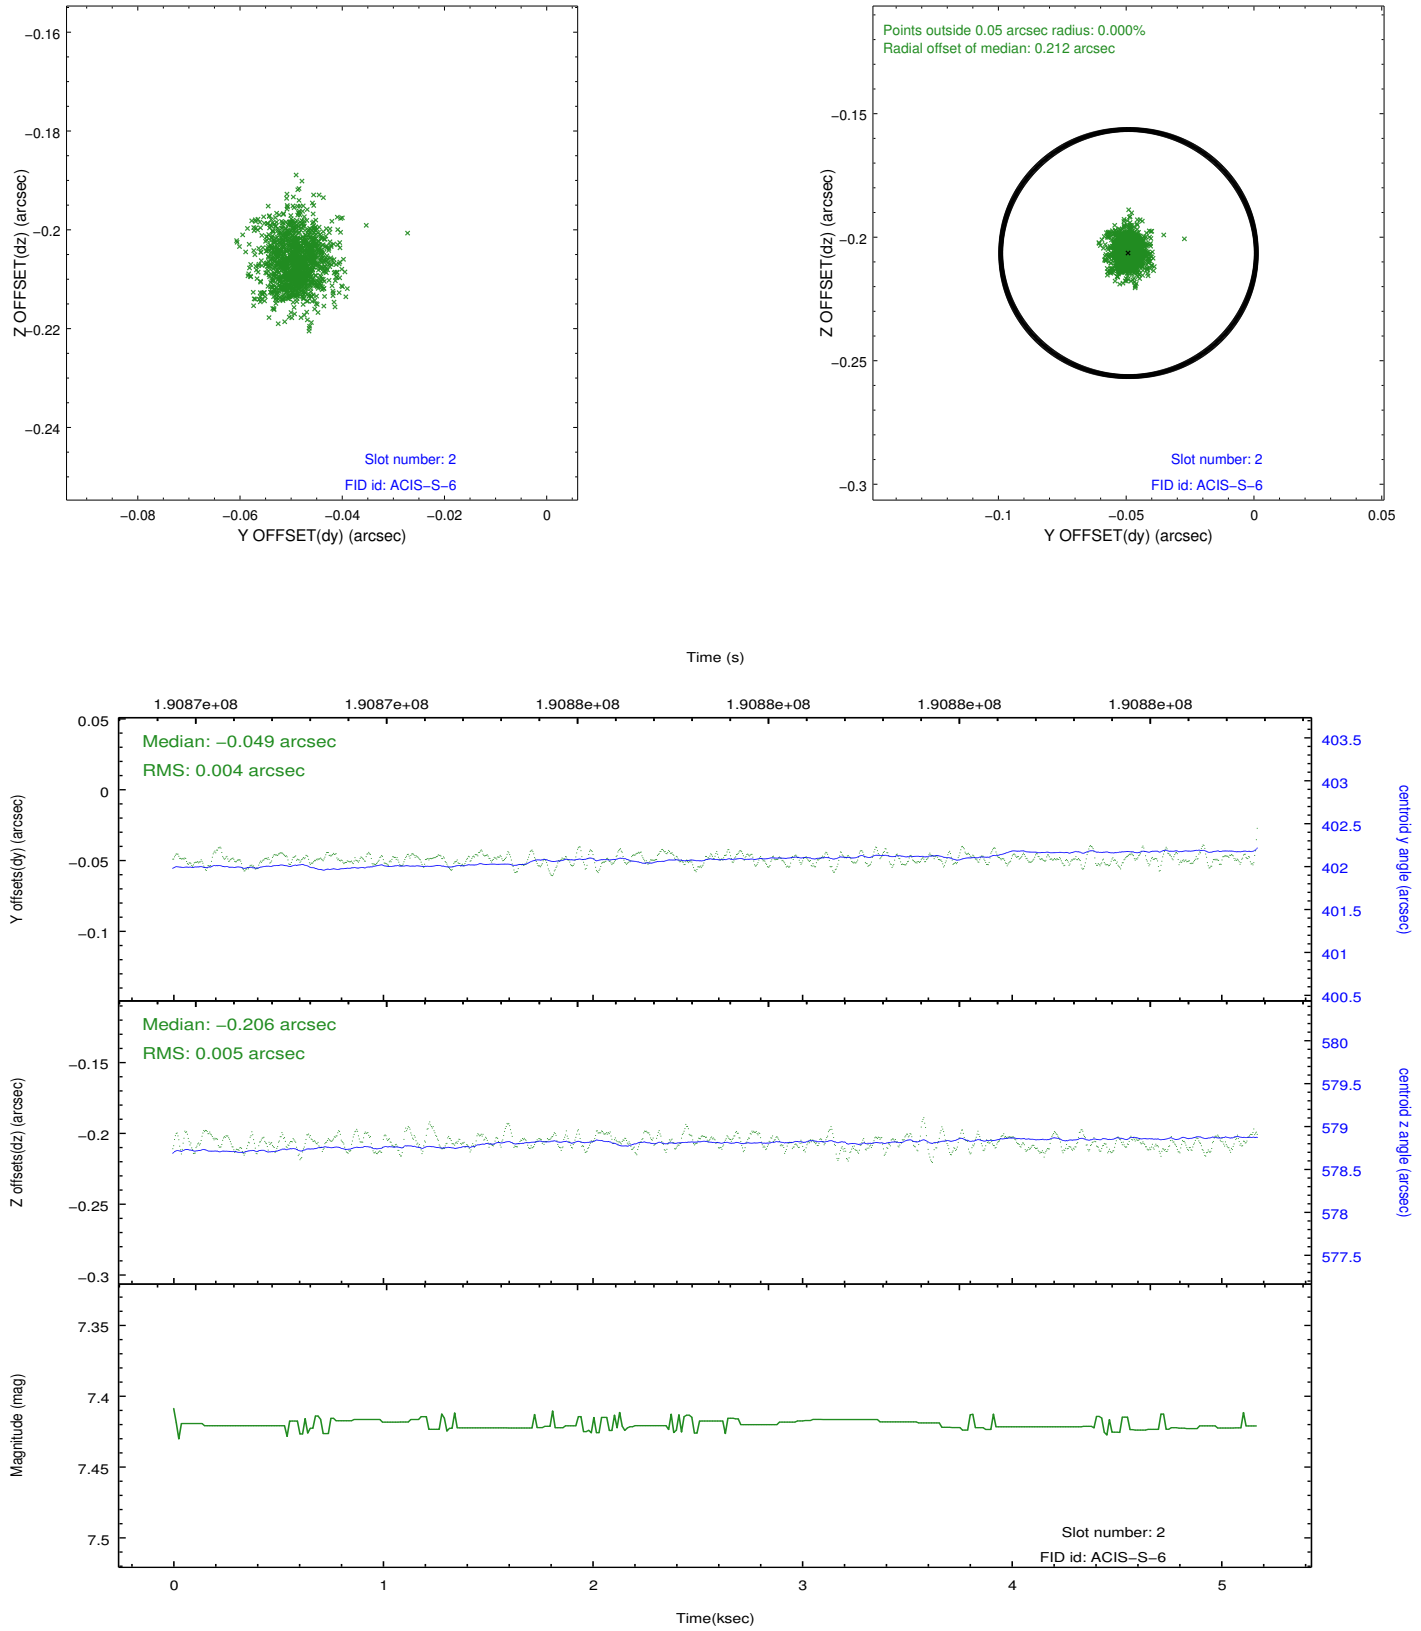 −0.16
−0.18
−0.2
−0.22
−0.24
Z OFFSET(dz) (arcsec)
Slot number: 2
FID id: ACIS−S−6
−0.08
−0.06
−0.04
−0.02
0
Y OFFSET(dy) (arcsec)
Points outside 0.05 arcsec radius: 0.000%
Radial offset of median: 0.212 arcsec
−0.15
−0.2
−0.25
−0.3
Z OFFSET(dz) (arcsec)
Slot number: 2
FID id: ACIS−S−6
−0.1
−0.05
0
0.05
Y OFFSET(dy) (arcsec)
Time (s)
1.9087e+08
1.9087e+08
1.9088e+08
1.9088e+08
1.9088e+08
1.9088e+08
Median: −0.049 arcsec
RMS: 0.004 arcsec
0.05
0
−0.05
−0.1
Y offsets(dy) (arcsec)
403.5
403
402.5
402
401.5
401
400.5
centroid y angle (arcsec)
Median: −0.206 arcsec
RMS: 0.005 arcsec
−0.15
−0.2
−0.25
−0.3
Z offsets(dz) (arcsec)
580
579.5
579
578.5
578
577.5
centroid z angle (arcsec)
7.35
7.4
7.45
7.5
Magnitude (mag)
Slot number: 2
FID id: ACIS−S−6
0
1
2
3
4
5
Time(ksec)